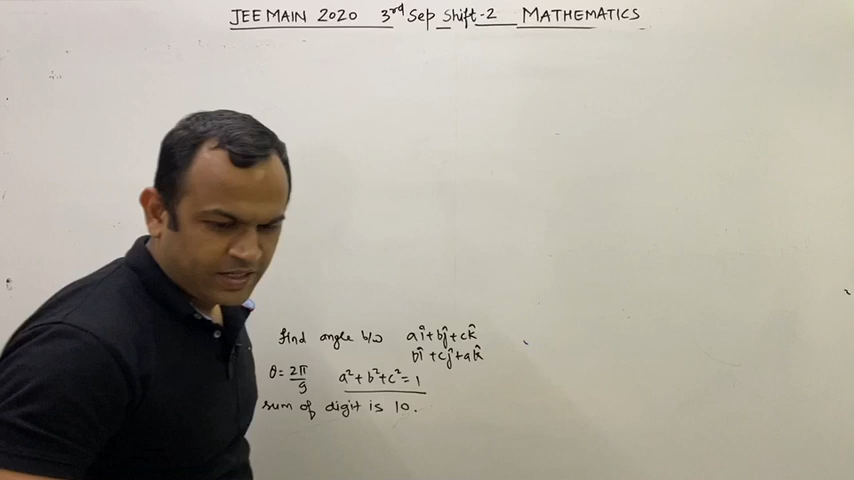 JEE MAIN 2020 3rd Sep Shift-2 MATHEMATICS
Find angle b/w aî+bĵ+ck̂
bî+cĵ+ak̂
θ = 2π/9 a²+b²+c²=1
sum of digit is 10.